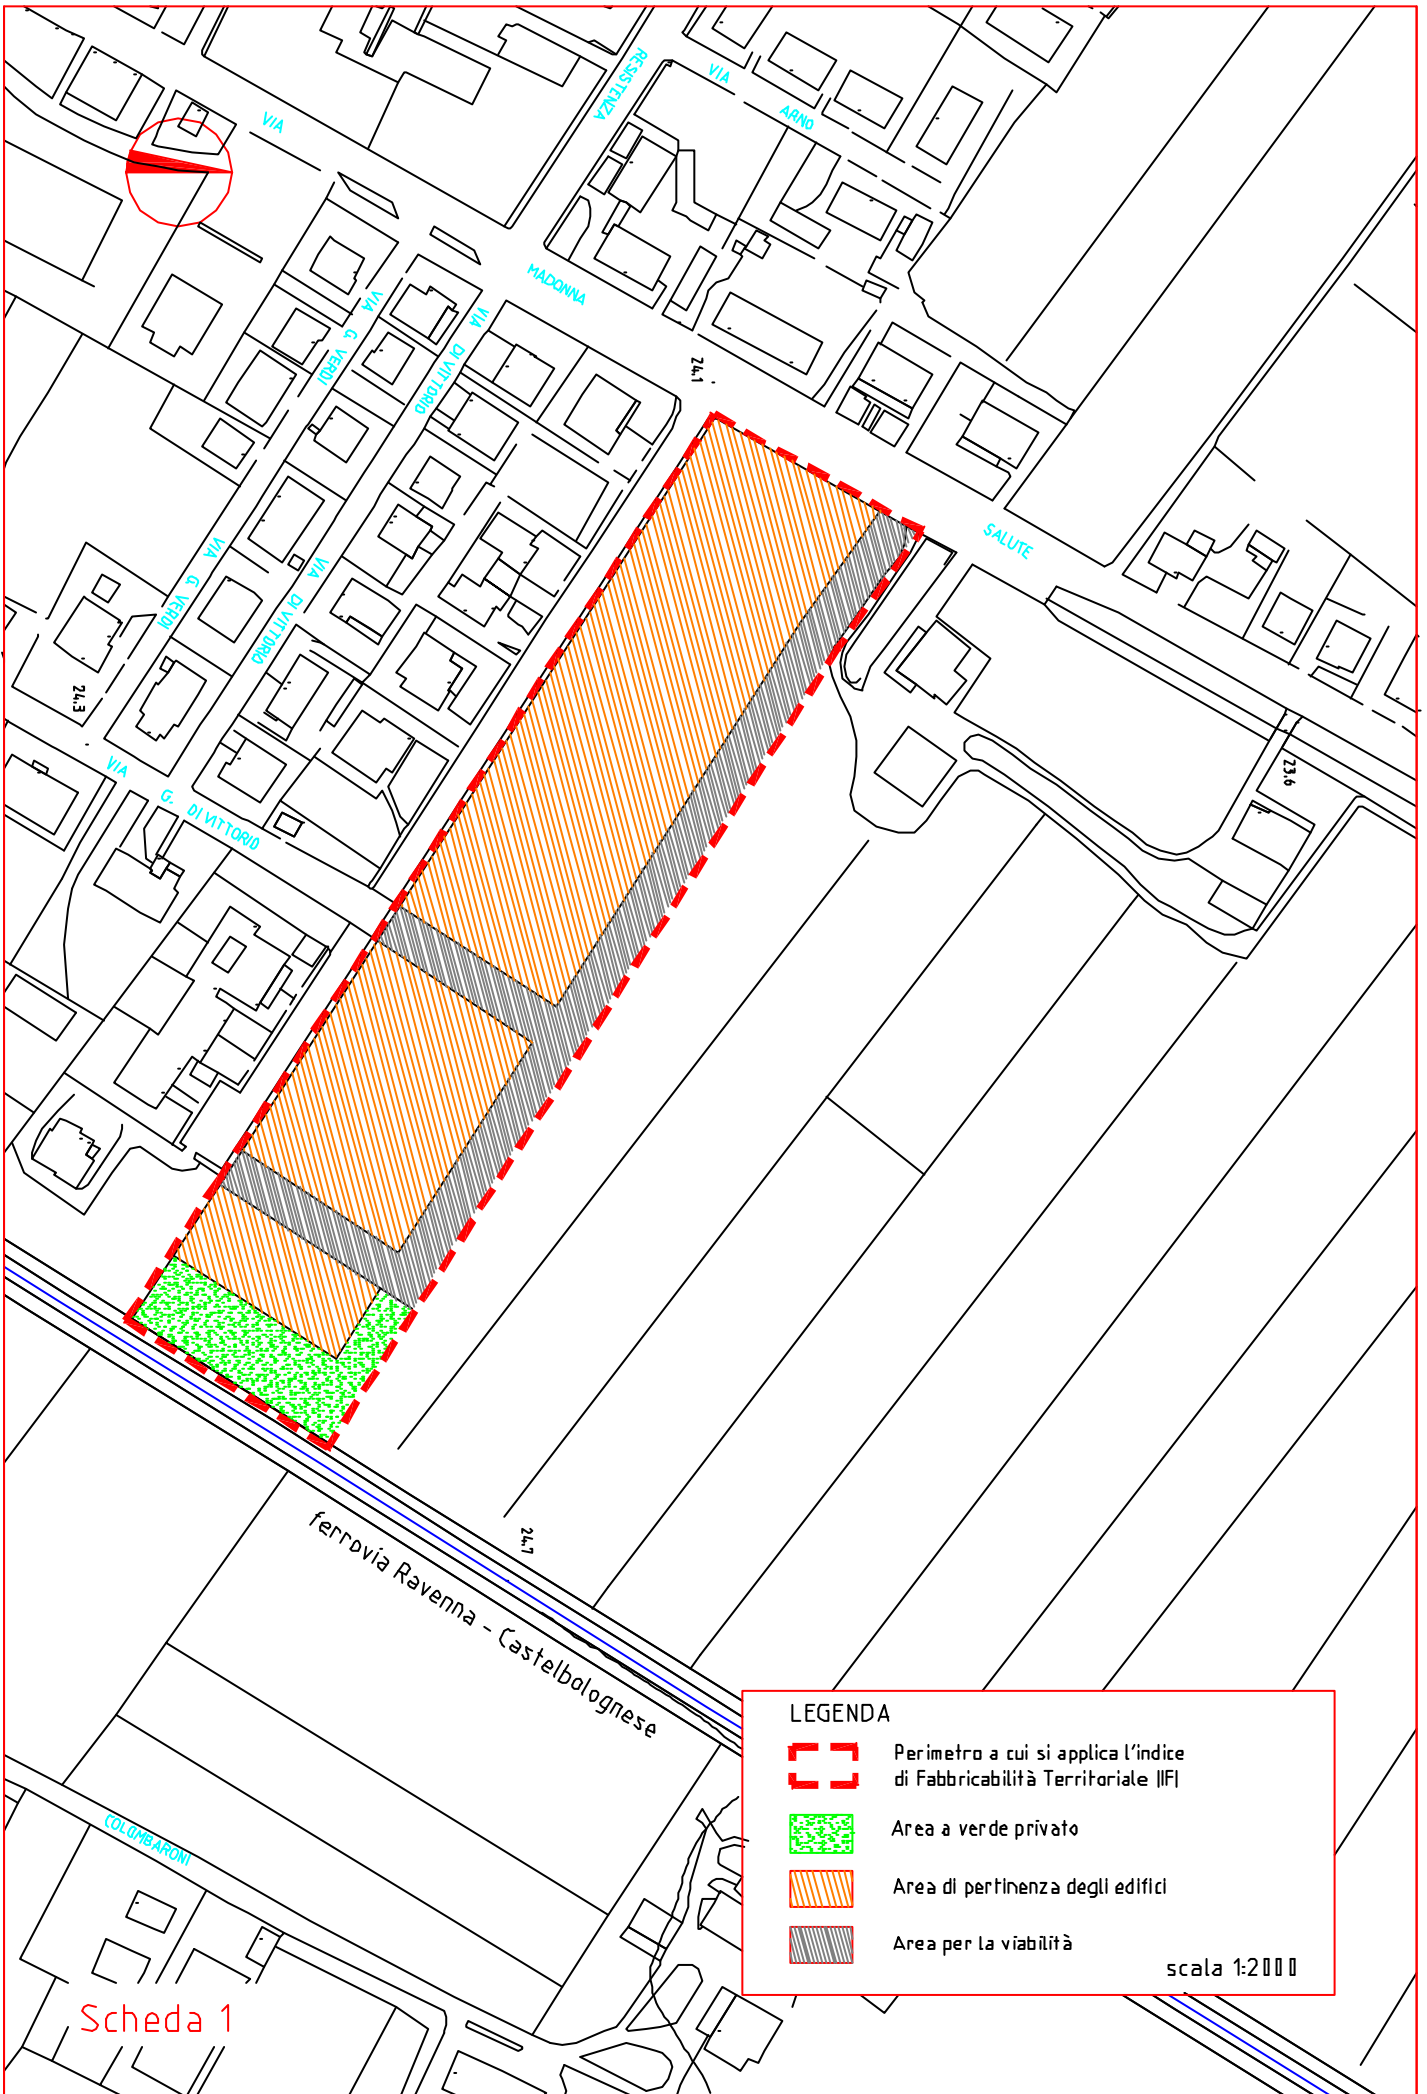 RESISTENZA
VIA
ARNO
VIA
MADONNA
VIA G. VERDI
VIA DI VITTORIO
24.1
SALUTE
VIA G. VERDI
VIA DI VITTORIO
24.3
VIA G. DI VITTORIO
23.6
24.7
ferrovia Ravenna - Castelbolognese
COLOMBARONI
LEGENDA
Perimetro a cui si applica l'indice
di Fabbricabilità Territoriale |IF|
Area a verde privato
Area di pertinenza degli edifici
Area per la viabilità
scala 1:2000
Scheda 1